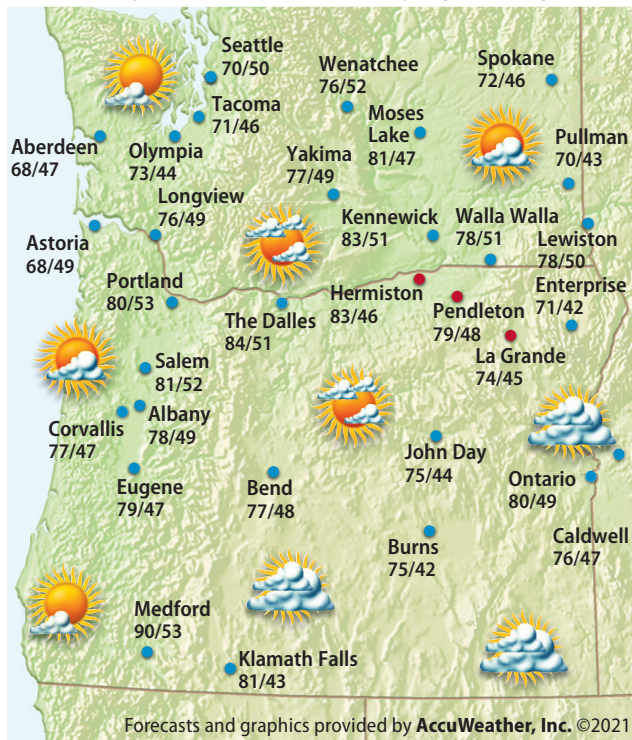 Seattle
70/50
Wenatchee
76/52
Spokane
72/46
Tacoma
71/46
Moses
Lake
81/47
Aberdeen
68/47
Olympia
73/44
Yakima
77/49
Pullman
70/43
Longview
76/49
Kennewick
83/51
Walla Walla
78/51
Lewiston
78/50
Astoria
68/49
Portland
80/53
The Dalles
84/51
Hermiston
83/46
Pendleton
79/48
Enterprise
71/42
La Grande
74/45
Salem
81/52
Albany
78/49
Corvallis
77/47
John Day
75/44
Ontario
80/49
Eugene
79/47
Bend
77/48
Burns
75/42
Caldwell
76/47
Medford
90/53
Klamath Falls
81/43
Forecasts and graphics provided by AccuWeather, Inc. ©2021